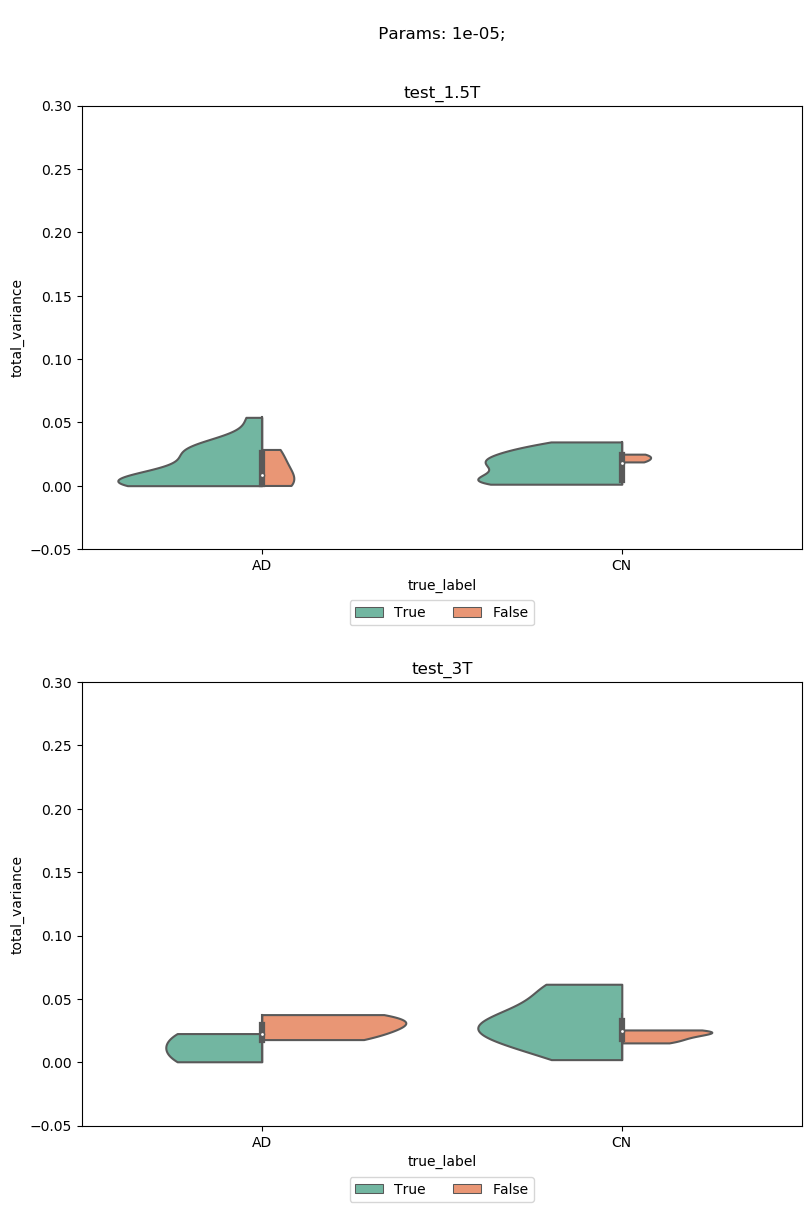 Params: 1e-05;
test_1.5T
0.30
0.25
0.20
0.15
0.10
0.05
0.00
−0.05
total_variance
AD CN
true_label
True False
test_3T
0.30
0.25
0.20
0.15
0.10
0.05
0.00
−0.05
total_variance
AD CN
true_label
True False